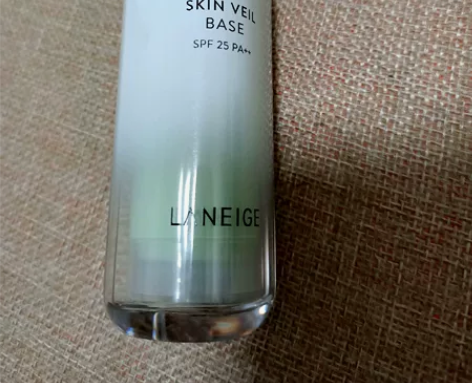 SKIN VEIL
BASE
SPF 25 PA++
LANEIGE